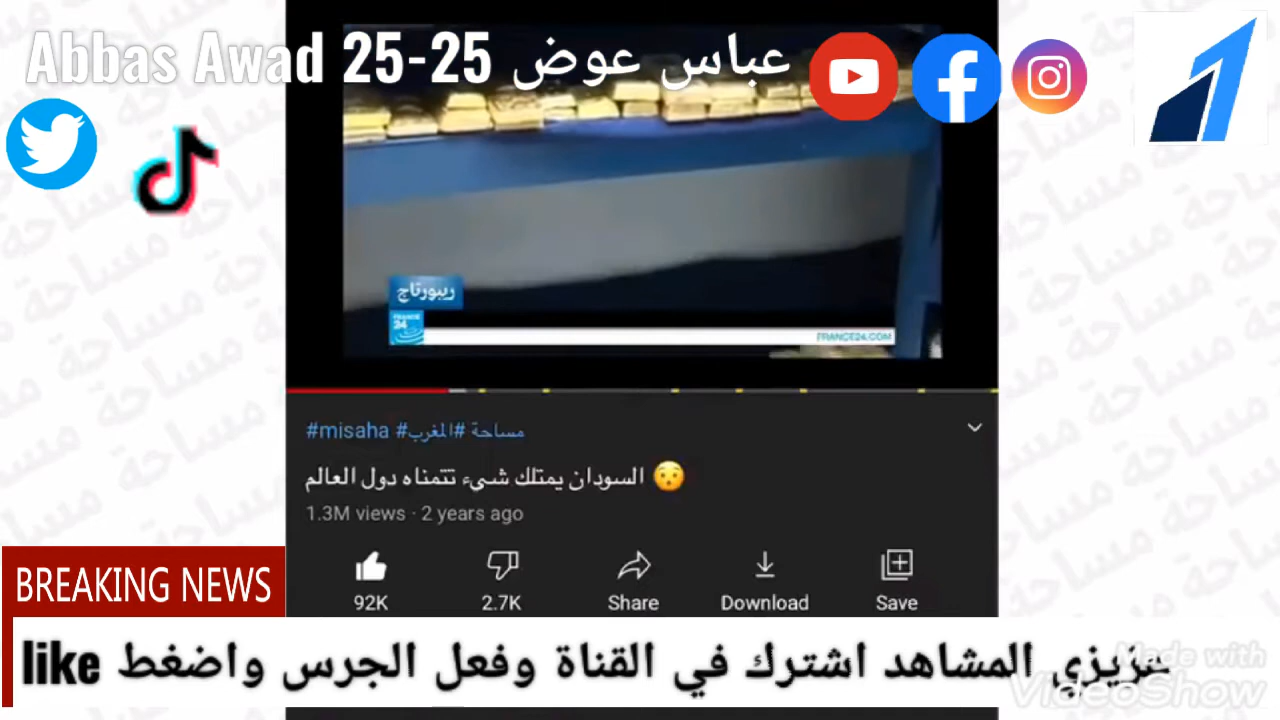 Abbas Awad 25-25 عباس عوض
ريبورتاج
FRANCE 24
FRANCE24.COM
#misaha #المغرب# مساحة
السودان يمتلك شيء تتمناه دول العالم 😯
1.3M views · 2 years ago
92K
2.7K
Share
Download
Save
BREAKING NEWS
عزيزي المشاهد اشترك في القناة وفعل الجرس واضغط like
Made with
VideoShow
مساحة